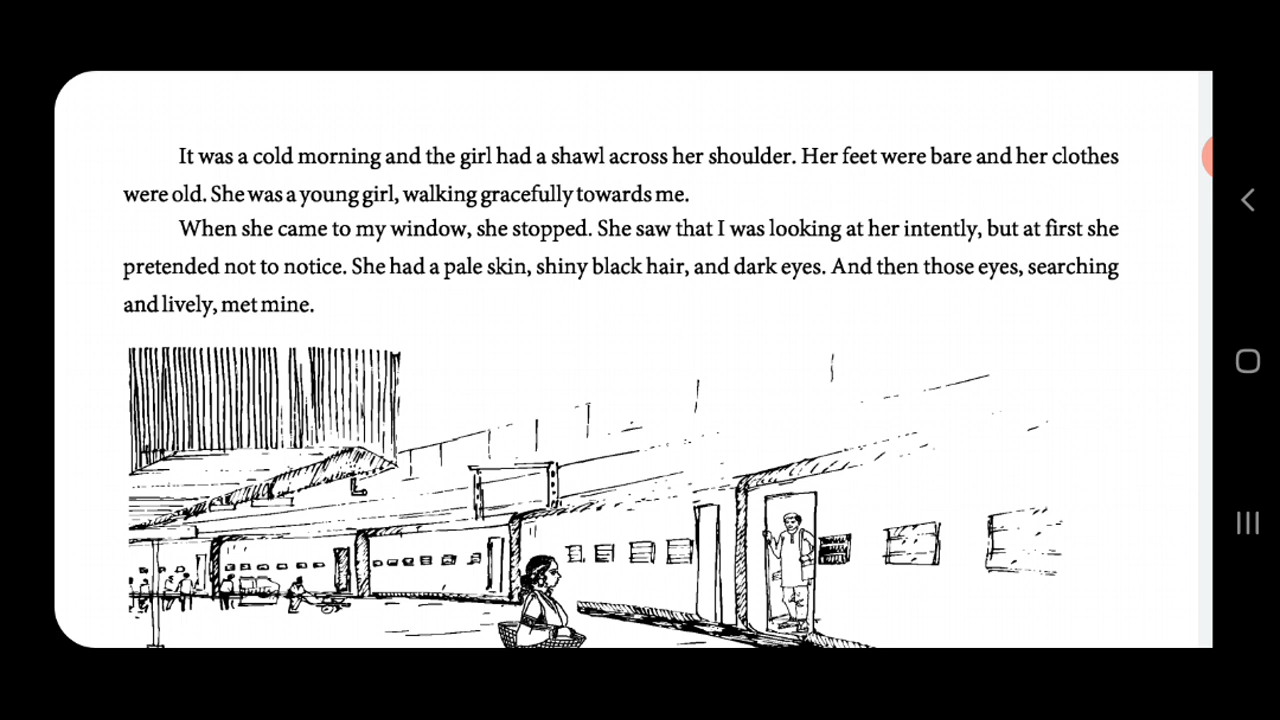 It was a cold morning and the girl had a shawl across her shoulder. Her feet were bare and her clothes
were old. She was a young girl, walking gracefully towards me.
When she came to my window, she stopped. She saw that I was looking at her intently, but at first she
pretended not to notice. She had a pale skin, shiny black hair, and dark eyes. And then those eyes, searching
and lively, met mine.